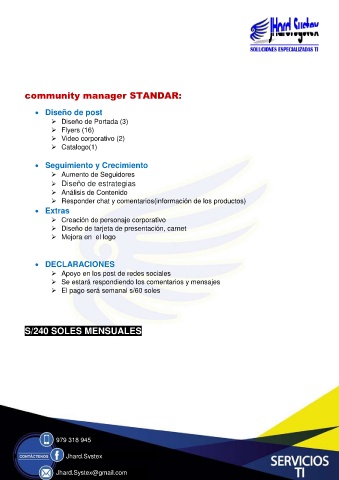 Jhard Systex
SOLUCIONES ESPECIALIZADAS TI
community manager STANDAR:
• Diseño de post
➢ Diseño de Portada (3)
➢ Flyers (16)
➢ Video corporativo (2)
➢ Catalogo(1)
• Seguimiento y Crecimiento
➢ Aumento de Seguidores
➢ Diseño de estrategias
➢ Análisis de Contenido
➢ Responder chat y comentarios(información de los productos)
• Extras
➢ Creación de personaje corporativo
➢ Diseño de tarjeta de presentación, carnet
➢ Mejora en el logo
• DECLARACIONES
➢ Apoyo en los post de redes sociales
➢ Se estará respondiendo los comentarios y mensajes
➢ El pago será semanal s/60 soles
S/240 SOLES MENSUALES
979 318 945
CONTÁCTENOS
Jhard.Systex
Jhard.Systex@gmail.com
SERVICIOS
TI